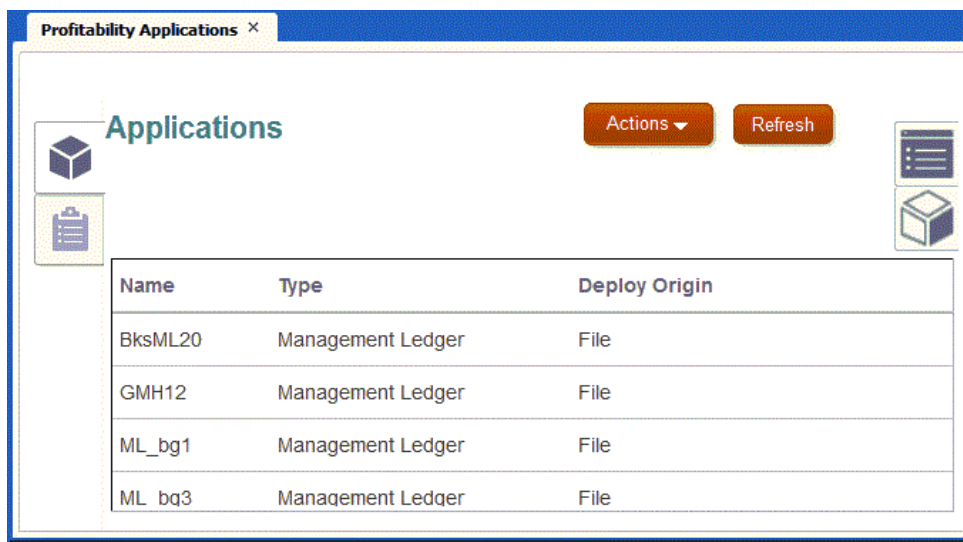 Profitability Applications ×
Applications
Actions
Refresh
Name Type Deploy Origin
BksML20 Management Ledger File
GMH12 Management Ledger File
ML_bg1 Management Ledger File
ML_bg3 Management Ledger File